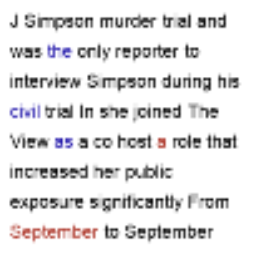 J Simpson murder trial and
was the only reporter to
interview Simpson during his
civil trial In she joined The
View as a co host a role that
increased her public
exposure significantly From
September to September